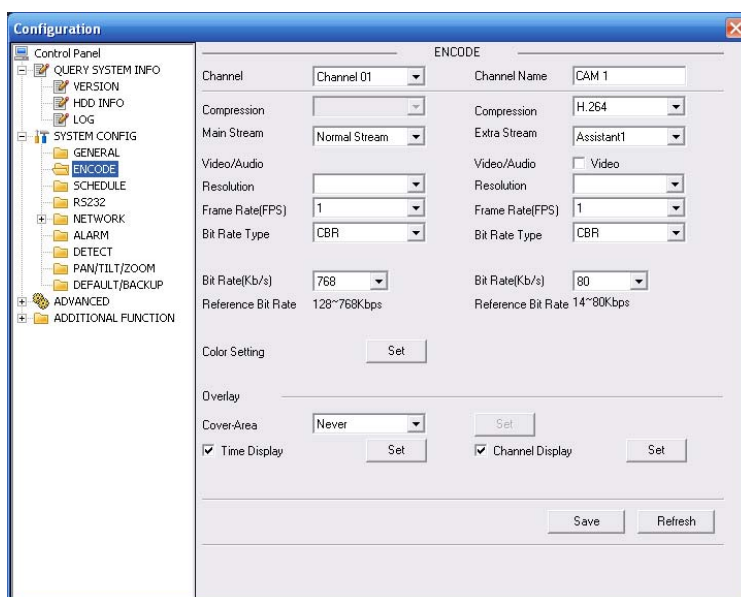 Configuration
Control Panel
QUERY SYSTEM INFO
VERSION
HDD INFO
LOG
SYSTEM CONFIG
GENERAL
ENCODE
SCHEDULE
RS232
NETWORK
ALARM
DETECT
PAN/TILT/ZOOM
DEFAULT/BACKUP
ADVANCED
ADDITIONAL FUNCTION
ENCODE
Channel Channel 01 Channel Name CAM 1
Compression Compression H.264
Main Stream Normal Stream Extra Stream Assistant1
Video/Audio Video/Audio Video
Resolution Resolution
Frame Rate(FPS) 1 Frame Rate(FPS) 1
Bit Rate Type CBR Bit Rate Type CBR
Bit Rate(Kb/s) 768 Bit Rate(Kb/s) 80
Reference Bit Rate 128~768Kbps Reference Bit Rate 14~80Kbps
Color Setting Set
Overlay
Cover-Area Never Set
Time Display Set Channel Display Set
Save Refresh